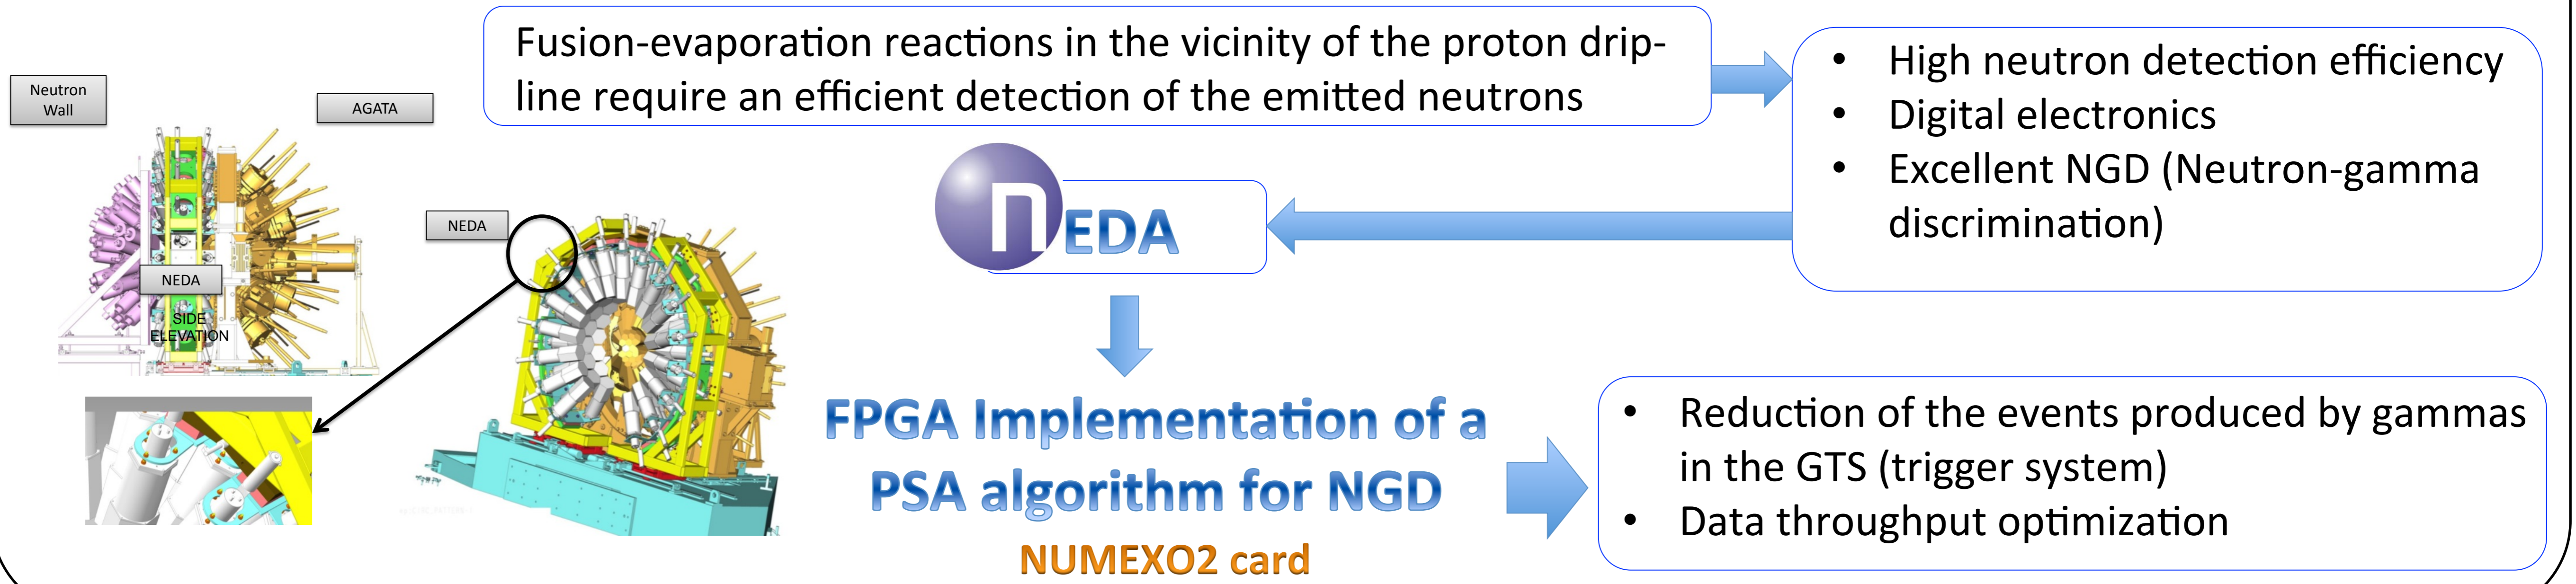 Fusion-evaporation reactions in the vicinity of the proton drip-
line require an efficient detection of the emitted neutrons
• High neutron detection efficiency
• Digital electronics
• Excellent NGD (Neutron-gamma
discrimination)
Neutron
Wall
AGATA
NEDA
SIDE
ELEVATION
NEDA
nEDA
FPGA Implementation of a
PSA algorithm for NGD
NUMEXO2 card
• Reduction of the events produced by gammas
in the GTS (trigger system)
• Data throughput optimization